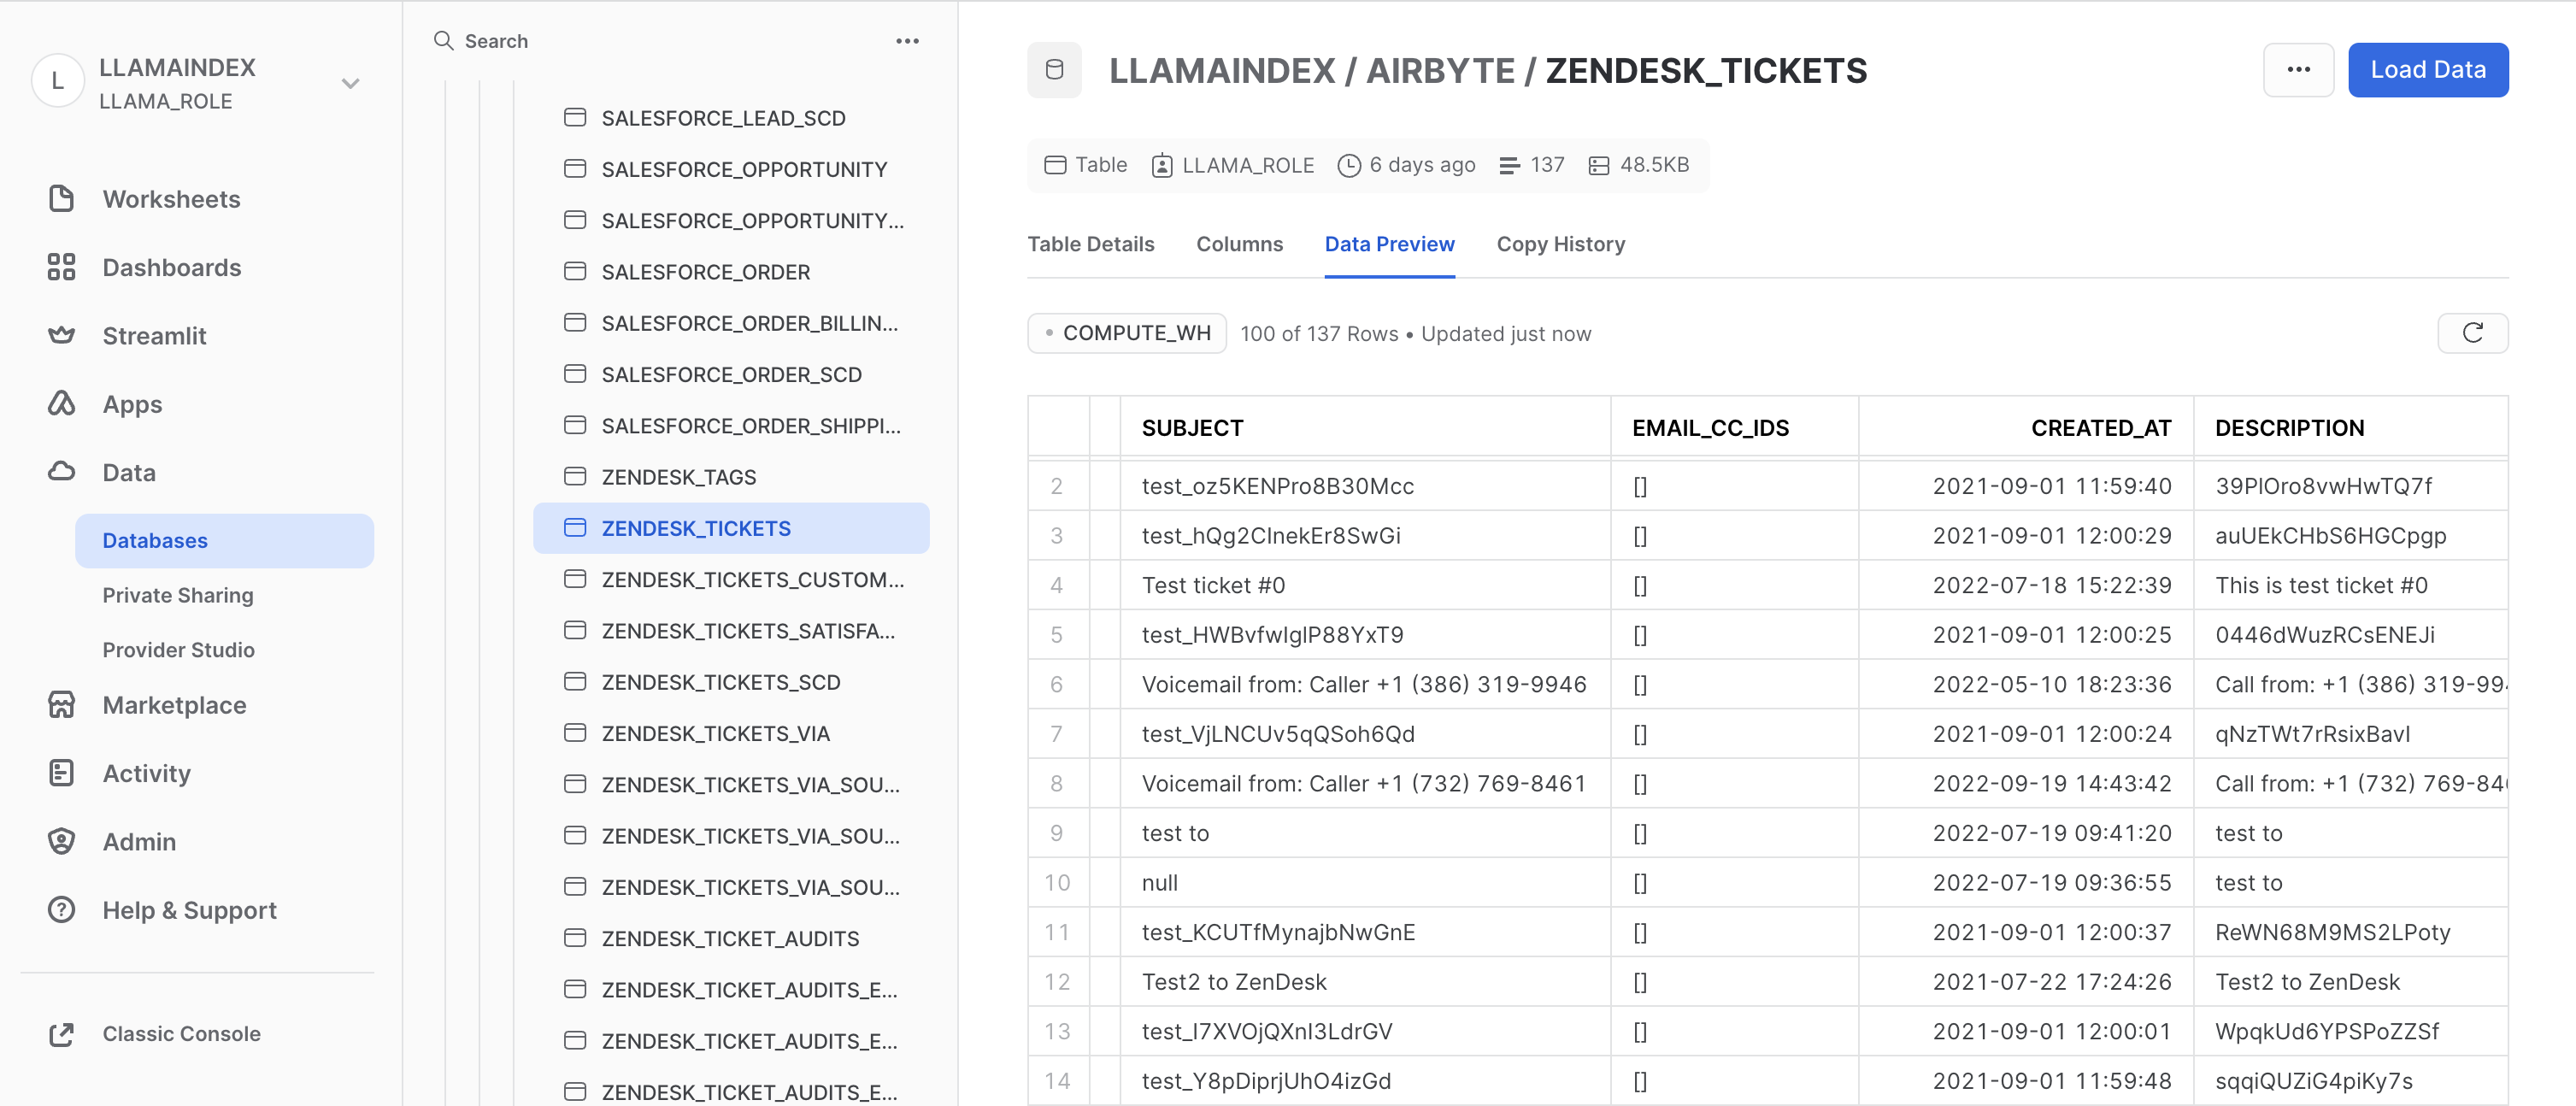 L
LLAMAINDEX
LLAMA_ROLE
Worksheets
Dashboards
Streamlit
Apps
Data
Databases
Private Sharing
Provider Studio
Marketplace
Activity
Admin
Help & Support
Classic Console
Search
SALESFORCE_LEAD_SCD
SALESFORCE_OPPORTUNITY
SALESFORCE_OPPORTUNITY...
SALESFORCE_ORDER
SALESFORCE_ORDER_BILLIN...
SALESFORCE_ORDER_SCD
SALESFORCE_ORDER_SHIPPI...
ZENDESK_TAGS
ZENDESK_TICKETS
ZENDESK_TICKETS_CUSTOM...
ZENDESK_TICKETS_SATISFA...
ZENDESK_TICKETS_SCD
ZENDESK_TICKETS_VIA
ZENDESK_TICKETS_VIA_SOU...
ZENDESK_TICKETS_VIA_SOU...
ZENDESK_TICKETS_VIA_SOU...
ZENDESK_TICKET_AUDITS
ZENDESK_TICKET_AUDITS_E...
ZENDESK_TICKET_AUDITS_E...
ZENDESK_TICKET_AUDITS_E...
LLAMAINDEX / AIRBYTE / ZENDESK_TICKETS
Load Data
Table LLAMA_ROLE 6 days ago 137 48.5KB
Table Details Columns Data Preview Copy History
COMPUTE_WH 100 of 137 Rows • Updated just now
SUBJECT EMAIL_CC_IDS CREATED_AT DESCRIPTION
2 test_oz5KENPro8B30Mcc [] 2021-09-01 11:59:40 39PlOro8vwHwTQ7f
3 test_hQg2CInekEr8SwGi [] 2021-09-01 12:00:29 auUEkCHbS6HGCpgp
4 Test ticket #0 [] 2022-07-18 15:22:39 This is test ticket #0
5 test_HWBvfwIglP88YxT9 [] 2021-09-01 12:00:25 0446dWuzRCsENEJi
6 Voicemail from: Caller +1 (386) 319-9946 [] 2022-05-10 18:23:36 Call from: +1 (386) 319-994
7 test_VjLNCUv5qQSoh6Qd [] 2021-09-01 12:00:24 qNzTWt7rRsixBavI
8 Voicemail from: Caller +1 (732) 769-8461 [] 2022-09-19 14:43:42 Call from: +1 (732) 769-846
9 test to [] 2022-07-19 09:41:20 test to
10 null [] 2022-07-19 09:36:55 test to
11 test_KCUTfMynajbNwGnE [] 2021-09-01 12:00:37 ReWN68M9MS2LPoty
12 Test2 to ZenDesk [] 2021-07-22 17:24:26 Test2 to ZenDesk
13 test_I7XVOjQXnI3LdrGV [] 2021-09-01 12:00:01 WpqkUd6YPSPoZZSf
14 test_Y8pDiprjUhO4izGd [] 2021-09-01 11:59:48 sqqiQUZiG4piKy7s